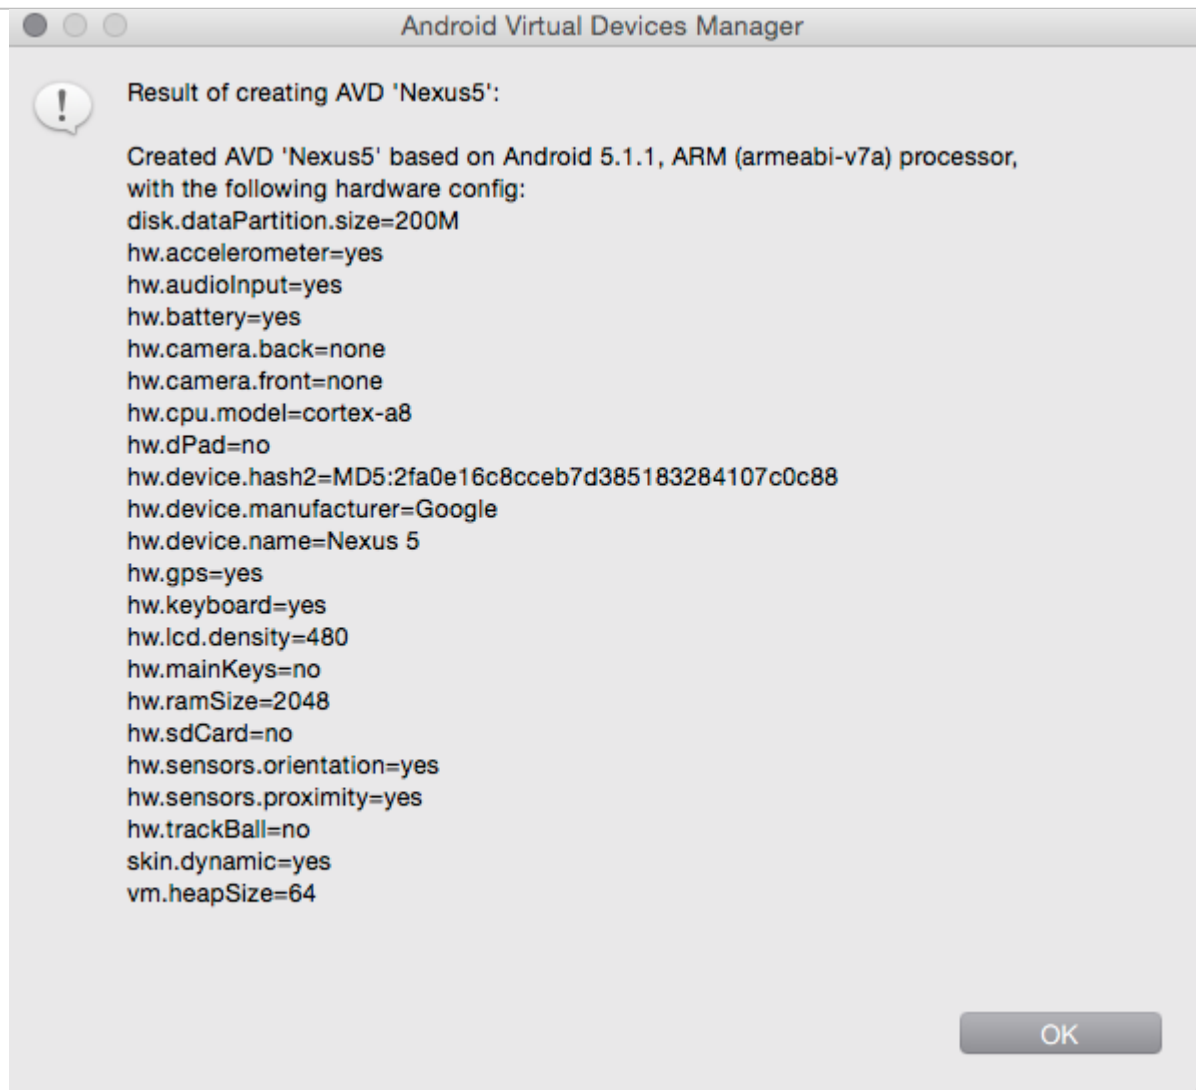 Android Virtual Devices Manager
Result of creating AVD 'Nexus5':
Created AVD 'Nexus5' based on Android 5.1.1, ARM (armeabi-v7a) processor,
with the following hardware config:
disk.dataPartition.size=200M
hw.accelerometer=yes
hw.audioInput=yes
hw.battery=yes
hw.camera.back=none
hw.camera.front=none
hw.cpu.model=cortex-a8
hw.dPad=no
hw.device.hash2=MD5:2fa0e16c8cceb7d385183284107c0c88
hw.device.manufacturer=Google
hw.device.name=Nexus 5
hw.gps=yes
hw.keyboard=yes
hw.lcd.density=480
hw.mainKeys=no
hw.ramSize=2048
hw.sdCard=no
hw.sensors.orientation=yes
hw.sensors.proximity=yes
hw.trackBall=no
skin.dynamic=yes
vm.heapSize=64
OK